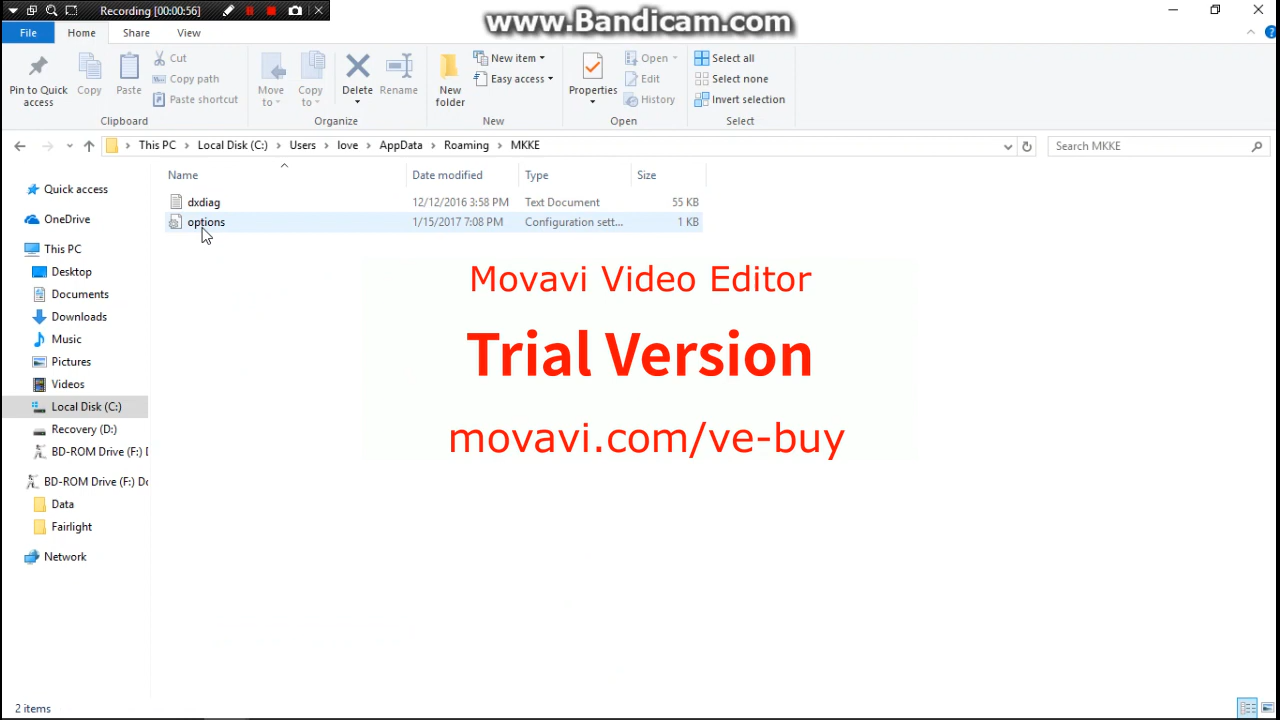 Recording [00:00:56]
www.Bandicam.com
File Home Share View
Pin to Quick access
Copy
Paste
Cut
Copy path
Paste shortcut
Clipboard
Move to
Copy to
Delete
Rename
Organize
New folder
New item
Easy access
New
Properties
Open
Edit
History
Open
Select all
Select none
Invert selection
Select
This PC > Local Disk (C:) > Users > love > AppData > Roaming > MKKE
Search MKKE
Name Date modified Type Size
dxdiag 12/12/2016 3:58 PM Text Document 55 KB
options 1/15/2017 7:08 PM Configuration sett... 1 KB
Quick access
OneDrive
This PC
Desktop
Documents
Downloads
Music
Pictures
Videos
Local Disk (C:)
Recovery (D:)
BD-ROM Drive (F:)
BD-ROM Drive (F:) Do
Data
Fairlight
Network
Movavi Video Editor
Trial Version
movavi.com/ve-buy
2 items